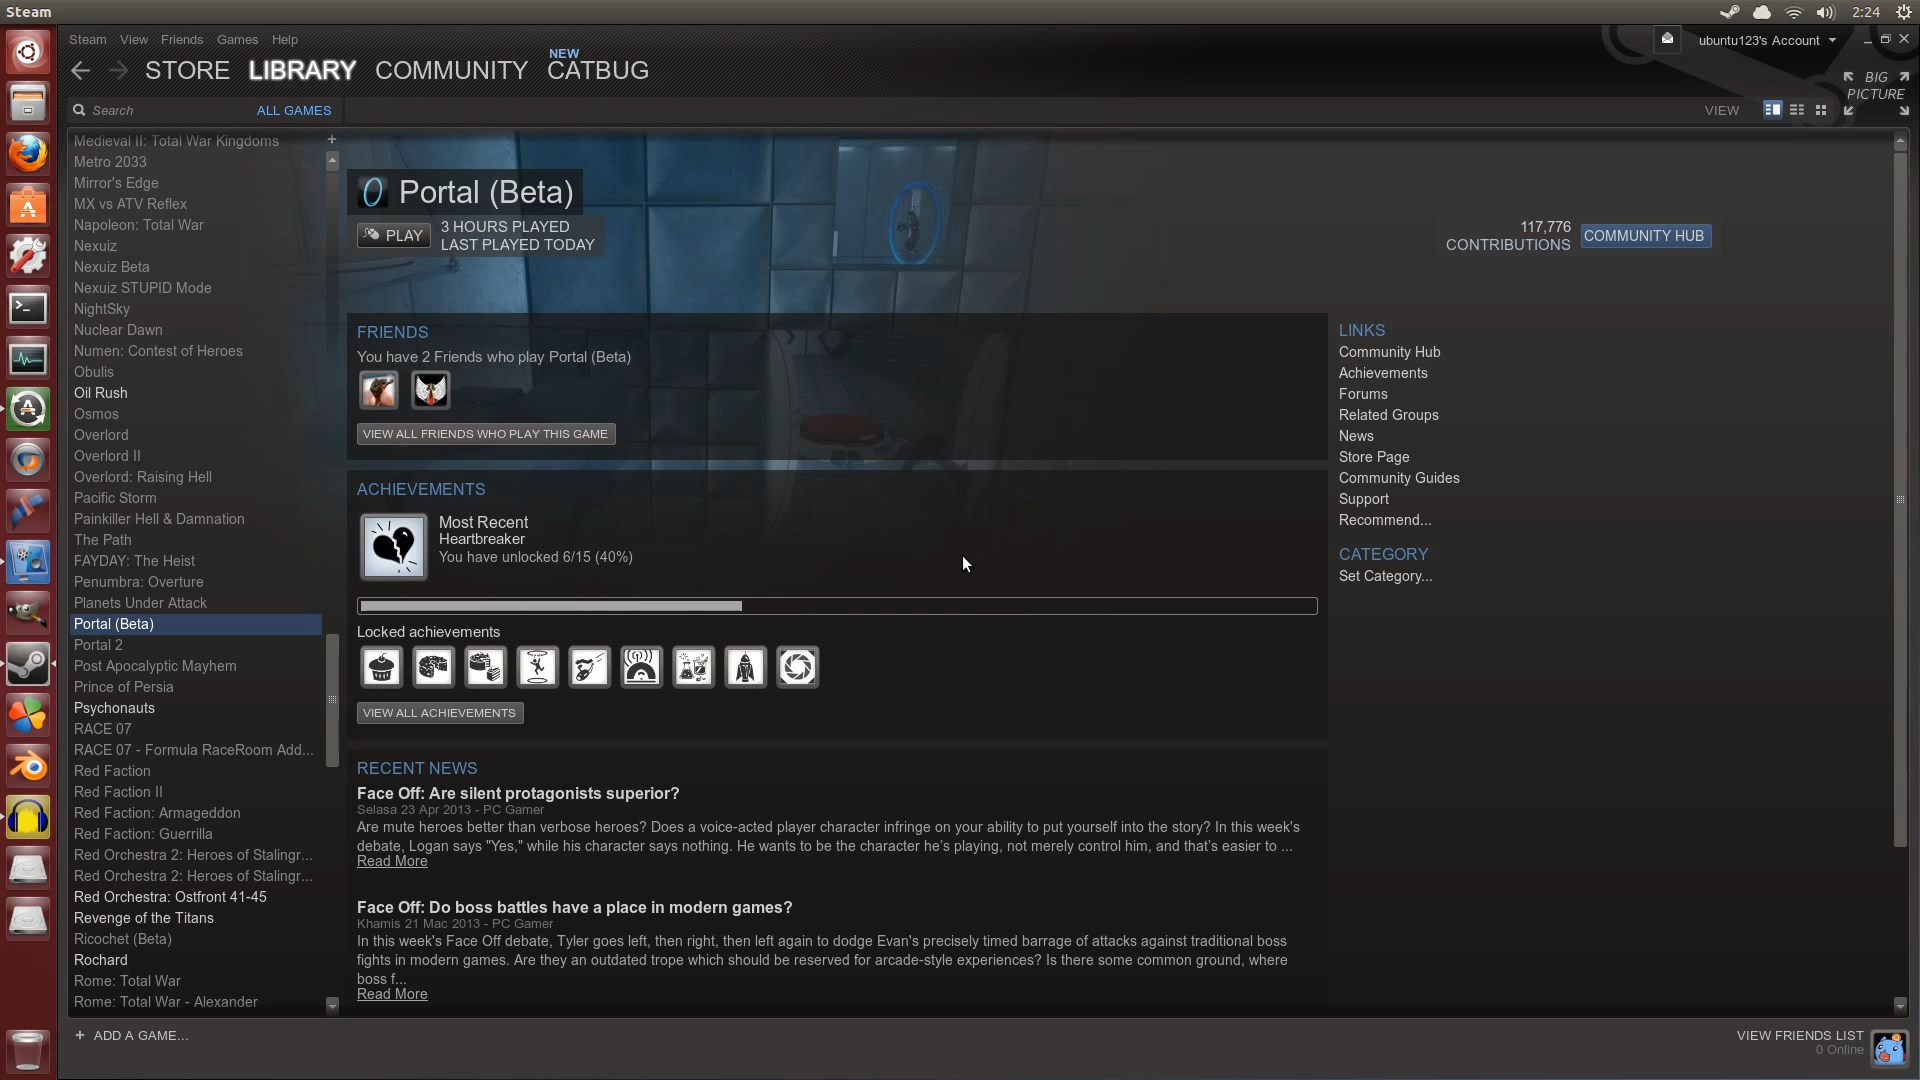 Steam
2:24
Steam View Friends Games Help
ubuntu123's Account
NEW
STORE LIBRARY COMMUNITY CATBUG
BIG
PICTURE
Search
ALL GAMES
VIEW
Medieval II: Total War Kingdoms
Metro 2033
Mirror's Edge
MX vs ATV Reflex
Napoleon: Total War
Nexuiz
Nexuiz Beta
Nexuiz STUPID Mode
NightSky
Nuclear Dawn
Numen: Contest of Heroes
Obulis
Oil Rush
Osmos
Overlord
Overlord II
Overlord: Raising Hell
Pacific Storm
Painkiller Hell & Damnation
The Path
FAYDAY: The Heist
Penumbra: Overture
Planets Under Attack
Portal (Beta)
Portal 2
Post Apocalyptic Mayhem
Prince of Persia
Psychonauts
RACE 07
RACE 07 - Formula RaceRoom Add...
Red Faction
Red Faction II
Red Faction: Armageddon
Red Faction: Guerrilla
Red Orchestra 2: Heroes of Stalingr...
Red Orchestra 2: Heroes of Stalingr...
Red Orchestra: Ostfront 41-45
Revenge of the Titans
Ricochet (Beta)
Rochard
Rome: Total War
Rome: Total War - Alexander
+ ADD A GAME...
Portal (Beta)
PLAY
3 HOURS PLAYED
LAST PLAYED TODAY
117,776
CONTRIBUTIONS
COMMUNITY HUB
FRIENDS
You have 2 Friends who play Portal (Beta)
VIEW ALL FRIENDS WHO PLAY THIS GAME
ACHIEVEMENTS
Most Recent
Heartbreaker
You have unlocked 6/15 (40%)
Locked achievements
VIEW ALL ACHIEVEMENTS
RECENT NEWS
Face Off: Are silent protagonists superior?
Selasa 23 Apr 2013 - PC Gamer
Are mute heroes better than verbose heroes? Does a voice-acted player character infringe on your ability to put yourself into the story? In this week's
debate, Logan says "Yes," while his character says nothing. He wants to be the character he's playing, not merely control him, and that's easier to ...
Read More
Face Off: Do boss battles have a place in modern games?
Khamis 21 Mac 2013 - PC Gamer
In this week's Face Off debate, Tyler goes left, then right, then left again to dodge Evan's precisely timed barrage of attacks against traditional boss
fights in modern games. Are they an outdated trope which should be reserved for arcade-style experiences? Is there some common ground, where
boss f...
Read More
LINKS
Community Hub
Achievements
Forums
Related Groups
News
Store Page
Community Guides
Support
Recommend...
CATEGORY
Set Category...
VIEW FRIENDS LIST
0 Online